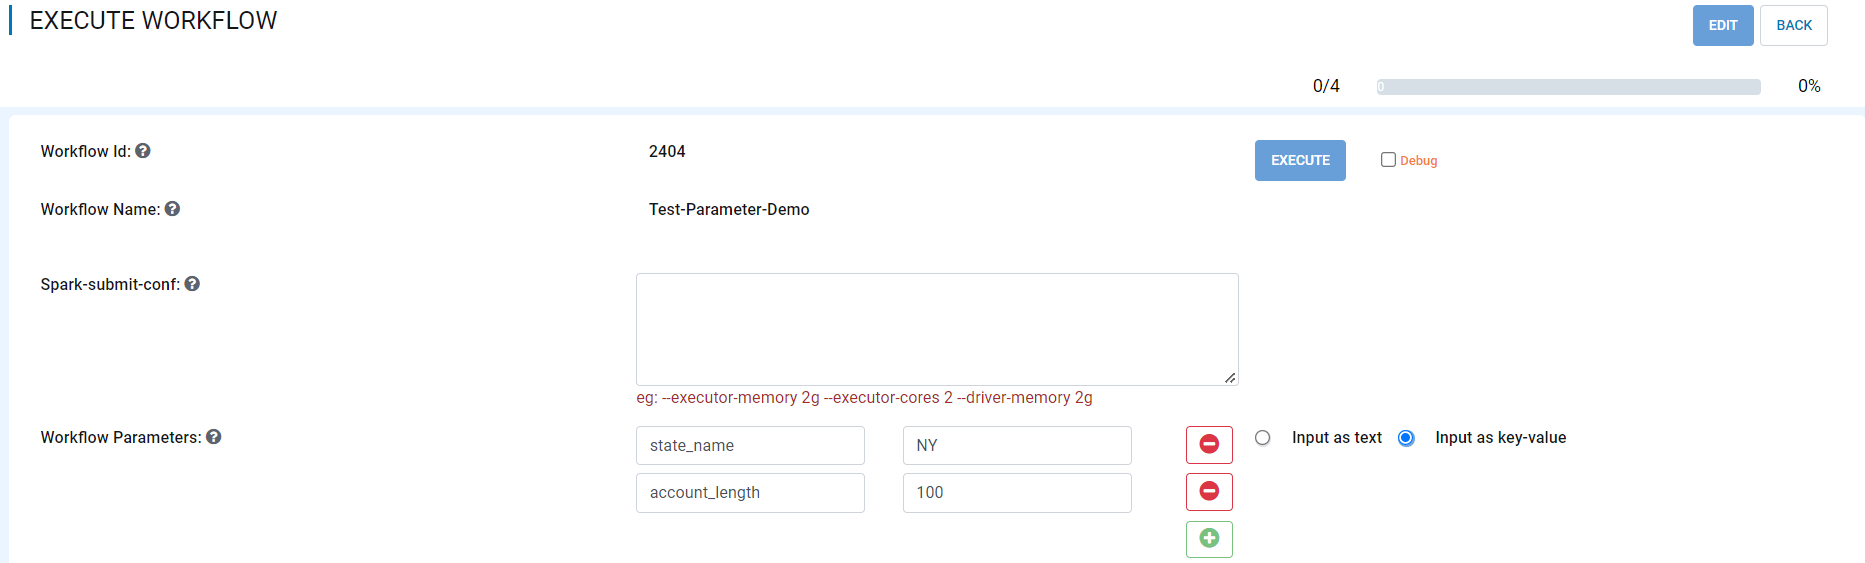 EXECUTE WORKFLOW
EDIT BACK
0/4 0 0%
Workflow Id: 2404 EXECUTE Debug
Workflow Name: Test-Parameter-Demo
Spark-submit-conf:
eg: --executor-memory 2g --executor-cores 2 --driver-memory 2g
Workflow Parameters: state_name NY Input as text Input as key-value
account_length 100